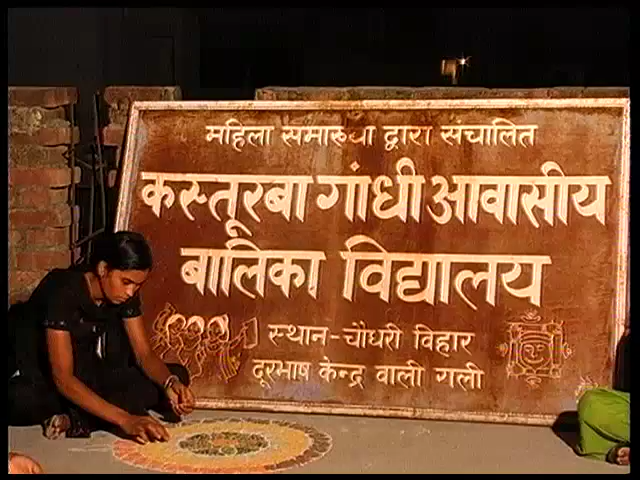 महिला समाख्या द्वारा संचालित
कस्तूरबा गांधी आवासीय
बालिका विद्यालय
स्थान-चौधरी विहार
दूरभाष केन्द्र वाली गली